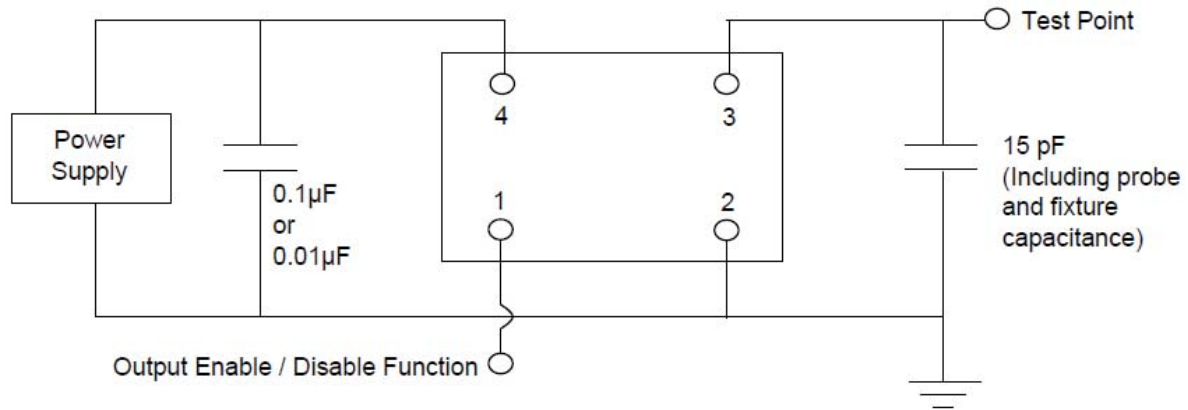 Test Point
4
3
Power
Supply
0.1µF
or
0.01µF
1
2
15 pF
(Including probe
and fixture
capacitance)
Output Enable / Disable Function